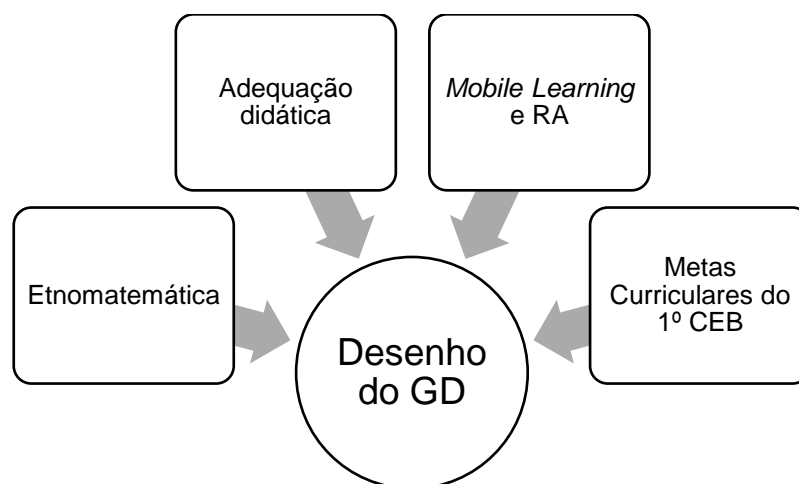 Adequação
didática
Mobile Learning
e RA
Etnomatemática
Metas
Curriculares do
1º CEB
Desenho
do GD